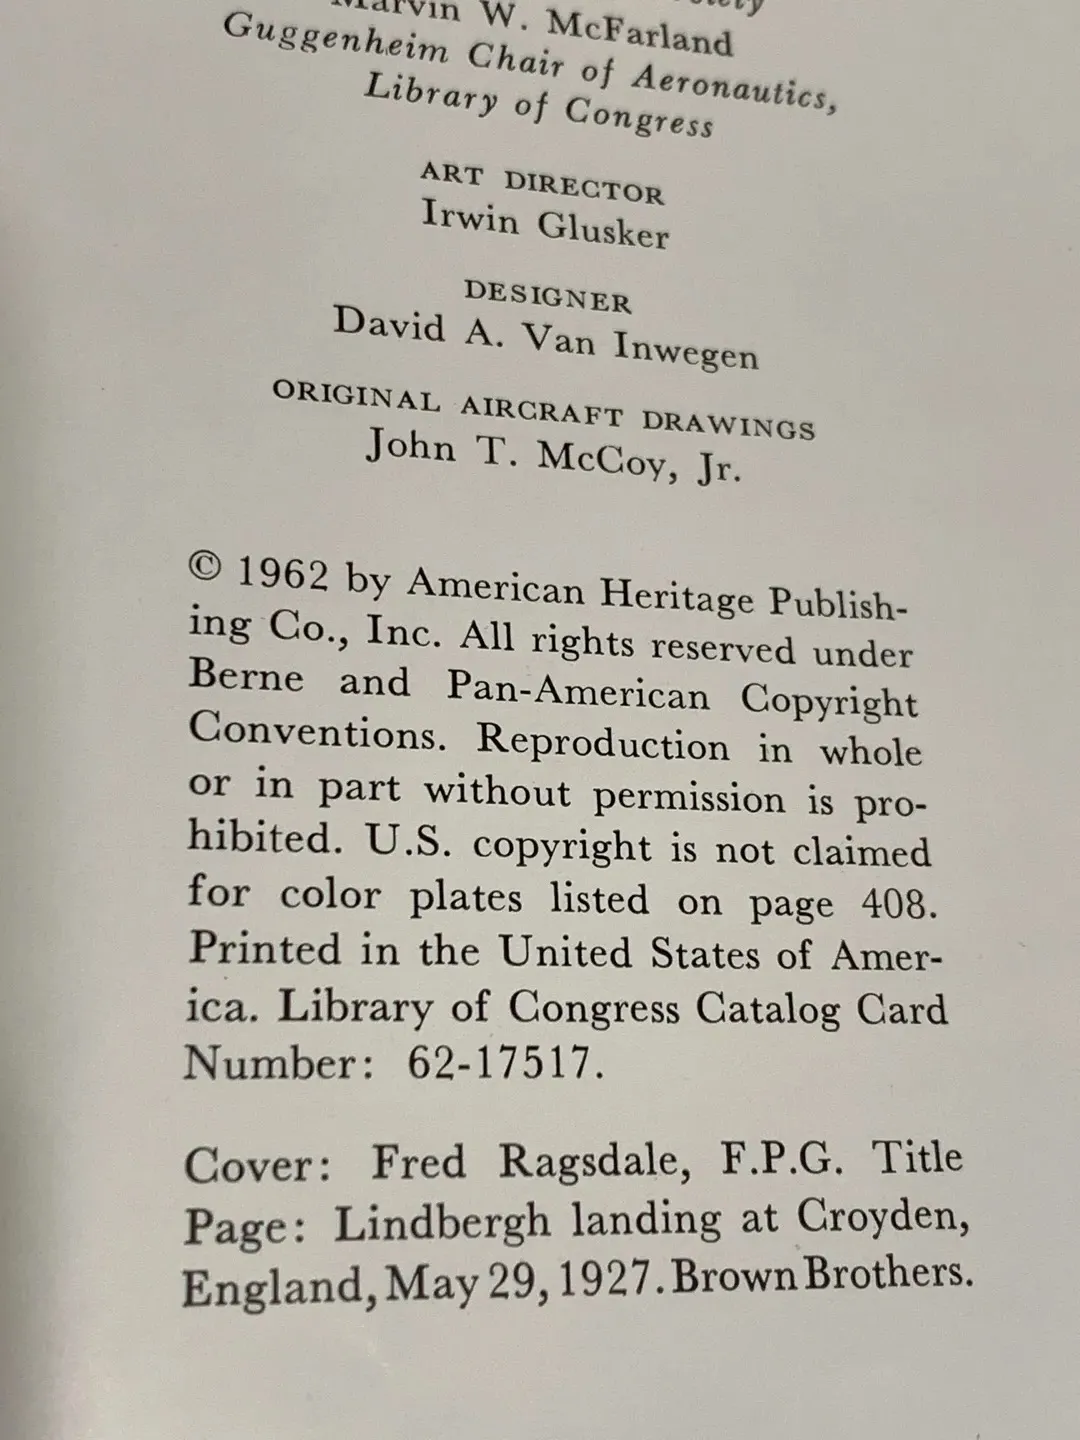 Marvin W. McFarland
Guggenheim Chair of Aeronautics,
Library of Congress
ART DIRECTOR
Irwin Glusker
DESIGNER
David A. Van Inwegen
ORIGINAL AIRCRAFT DRAWINGS
John T. McCoy, Jr.
© 1962 by American Heritage Publish-
ing Co., Inc. All rights reserved under
Berne and Pan-American Copyright
Conventions. Reproduction in whole
or in part without permission is pro-
hibited. U.S. copyright is not claimed
for color plates listed on page 408.
Printed in the United States of Amer-
ica. Library of Congress Catalog Card
Number: 62-17517.
Cover: Fred Ragsdale, F.P.G. Title
Page: Lindbergh landing at Croyden,
England, May 29, 1927. Brown Brothers.